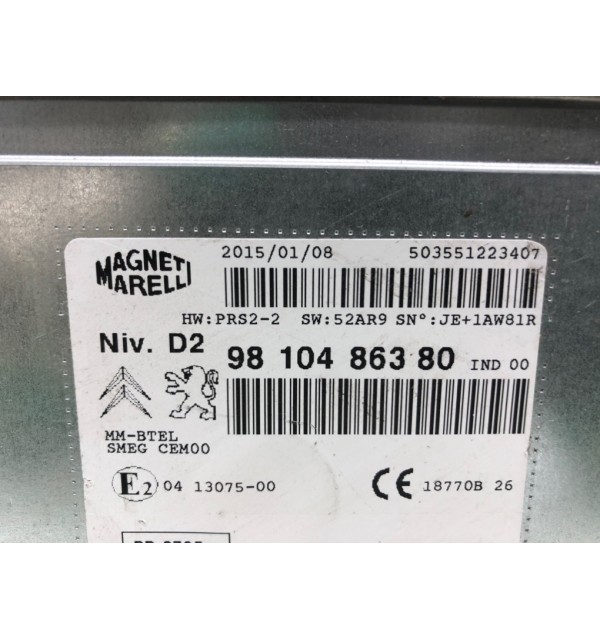 MAGNETI
MARELLI
2015/01/08 503551223407
HW:PRS2-2 SW:52AR9 SN°:JE+1AW81R
Niv. D2 98 104 863 80 IND 00
MM-BTEL
SMEG CEM00
E2 04 13075-00 CE 18770B 26